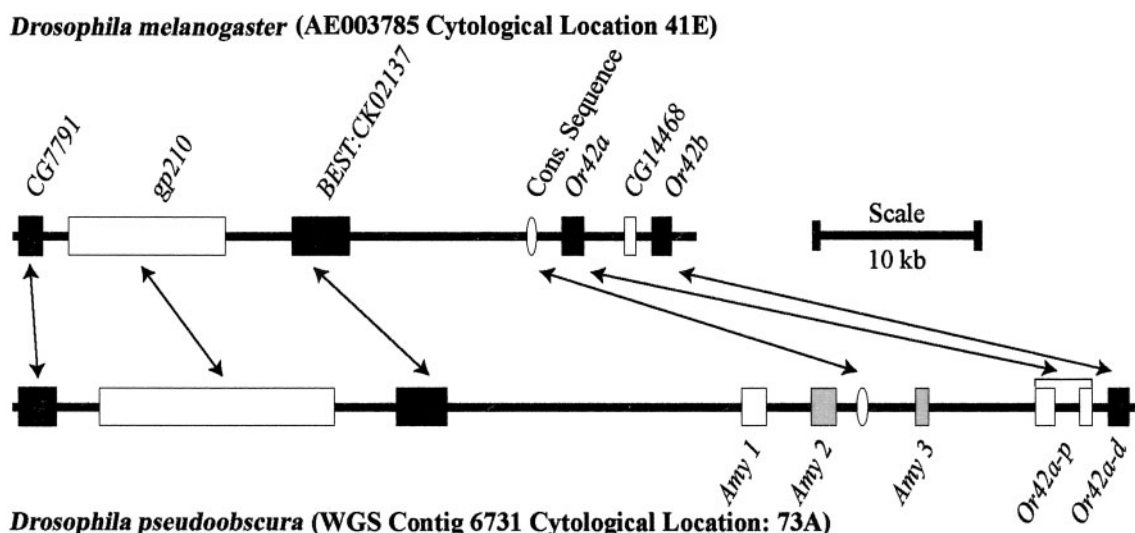 Drosophila melanogaster (AE003785 Cytological Location 41E)
CG7791
gp210
BEST:CK02137
Cons. Sequence
Or42a
CG14468
Or42b
Scale
10 kb
Amy 1
Amy 2
Amy 3
Or42a-p
Or42a-d
Drosophila pseudoobscura (WGS Contig 6731 Cytological Location: 73A)